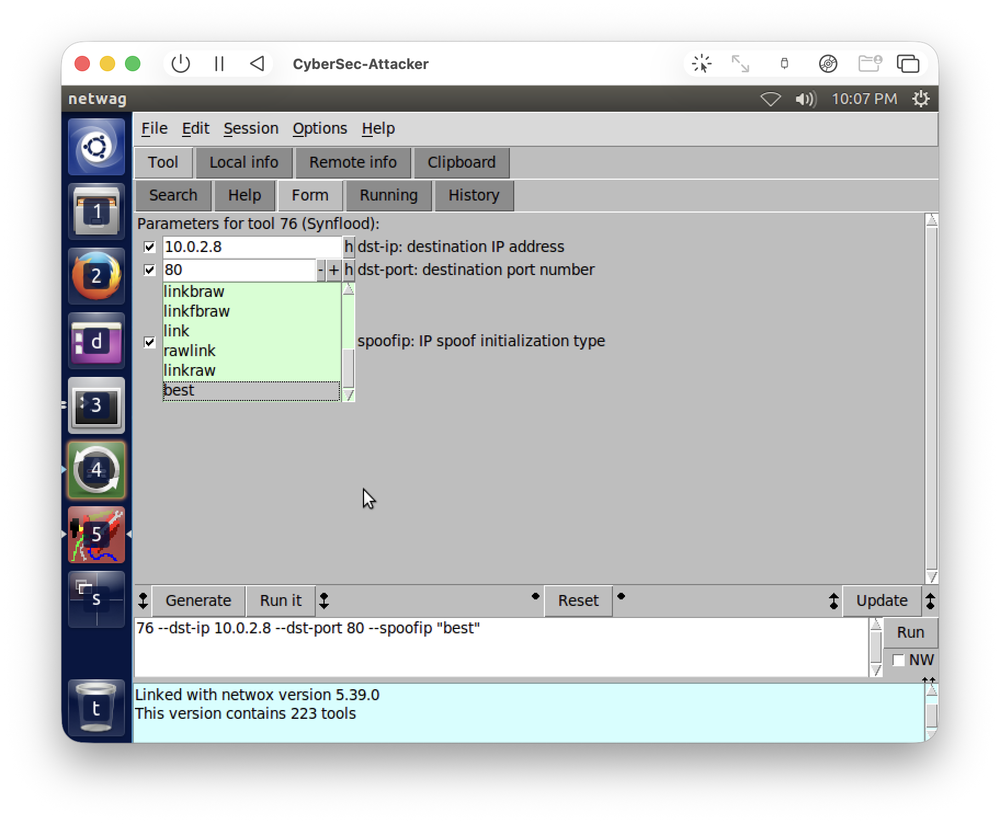 CyberSec-Attacker
netwag 10:07 PM
File Edit Session Options Help
Tool Local info Remote info Clipboard
Search Help Form Running History
Parameters for tool 76 (Synflood):
10.0.2.8 h dst-ip: destination IP address
80 - + h dst-port: destination port number
linkbraw
linkfbraw
link
spoofip: IP spoof initialization type
rawlink
linkraw
best
1
2
d
3
4
5
s
t
Generate Run it Reset Update
76 --dst-ip 10.0.2.8 --dst-port 80 --spoofip "best"
Run
NW
Linked with netwox version 5.39.0
This version contains 223 tools